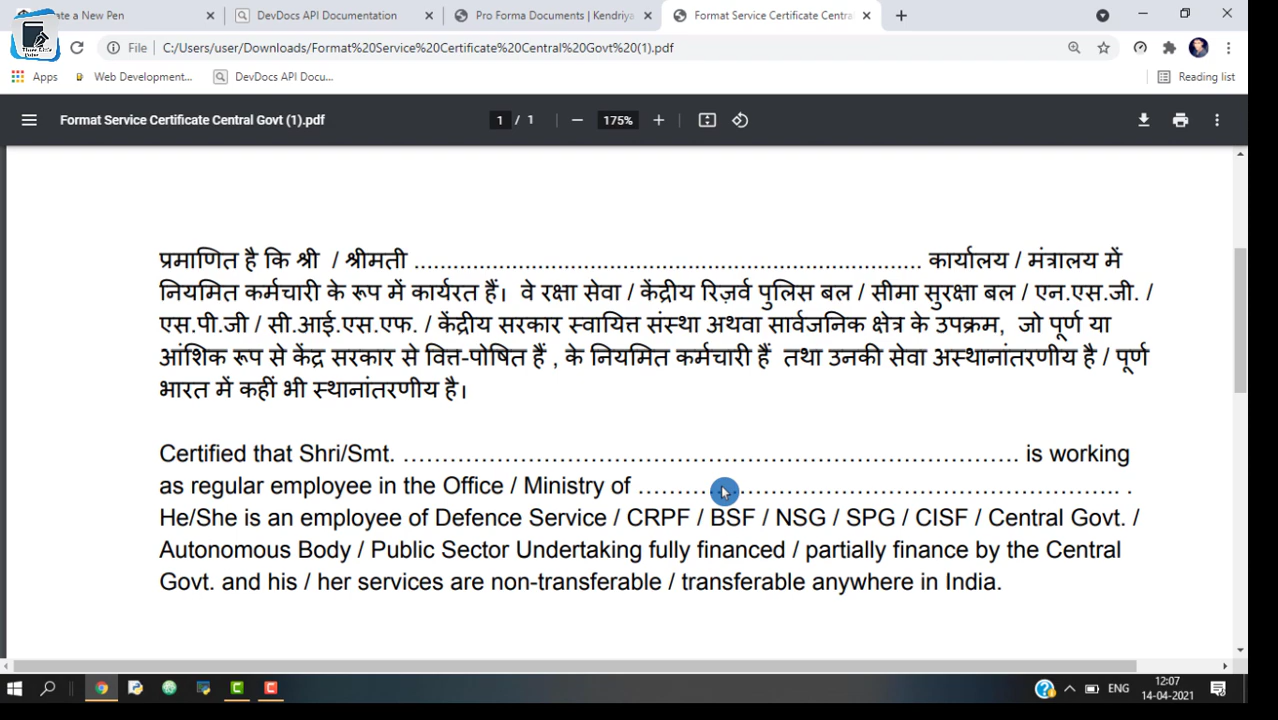 ate a New Pen
DevDocs API Documentation
Pro Forma Documents | Kendriya
Format Service Certificate Centra
File C:/Users/user/Downloads/Format%20Service%20Certificate%20Central%20Govt%20(1).pdf
Apps Web Development... DevDocs API Docu... Reading list
Format Service Certificate Central Govt (1).pdf 1 / 1 175%
प्रमाणित है कि श्री / श्रीमती ................................................................................ कार्यालय / मंत्रालय में
नियमित कर्मचारी के रूप में कार्यरत हैं। वे रक्षा सेवा / केंद्रीय रिज़र्व पुलिस बल / सीमा सुरक्षा बल / एन.एस.जी. /
एस.पी.जी / सी.आई.एस.एफ. / केंद्रीय सरकार स्वायित्त संस्था अथवा सार्वजनिक क्षेत्र के उपक्रम, जो पूर्ण या
आंशिक रूप से केंद्र सरकार से वित्त-पोषित हैं , के नियमित कर्मचारी हैं तथा उनकी सेवा अस्थानांतरणीय है / पूर्ण
भारत में कहीं भी स्थानांतरणीय है।
Certified that Shri/Smt. ………………………………………………………………… is working
as regular employee in the Office / Ministry of ………………………………………………….. .
He/She is an employee of Defence Service / CRPF / BSF / NSG / SPG / CISF / Central Govt. /
Autonomous Body / Public Sector Undertaking fully financed / partially finance by the Central
Govt. and his / her services are non-transferable / transferable anywhere in India.
ENG 12:07
14-04-2021